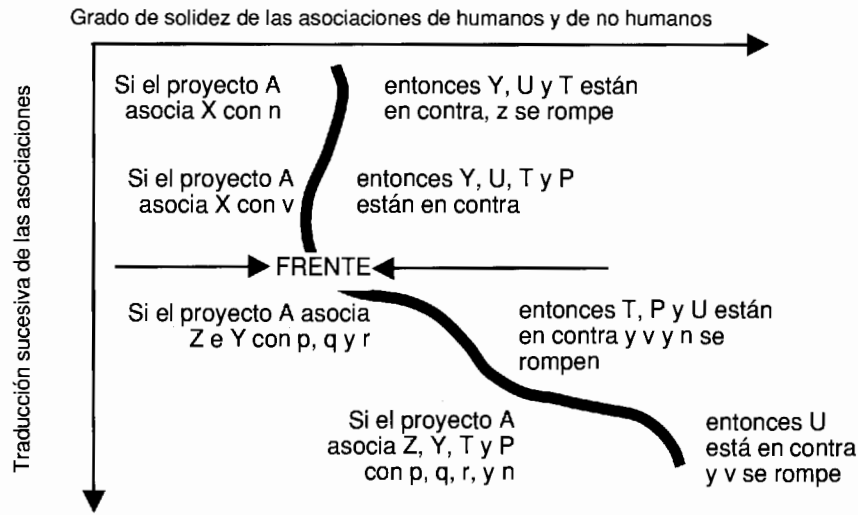 Grado de solidez de las asociaciones de humanos y de no humanos
Traducción sucesiva de las asociaciones
Si el proyecto A
asocia X con n
entonces Y, U y T están
en contra, z se rompe
Si el proyecto A
asocia X con v
entonces Y, U, T y P
están en contra
FRENTE
Si el proyecto A asocia
Z e Y con p, q y r
entonces T, P y U están
en contra y v y n se
rompen
Si el proyecto A
asocia Z, Y, T y P
con p, q, r, y n
entonces U
está en contra
y v se rompe